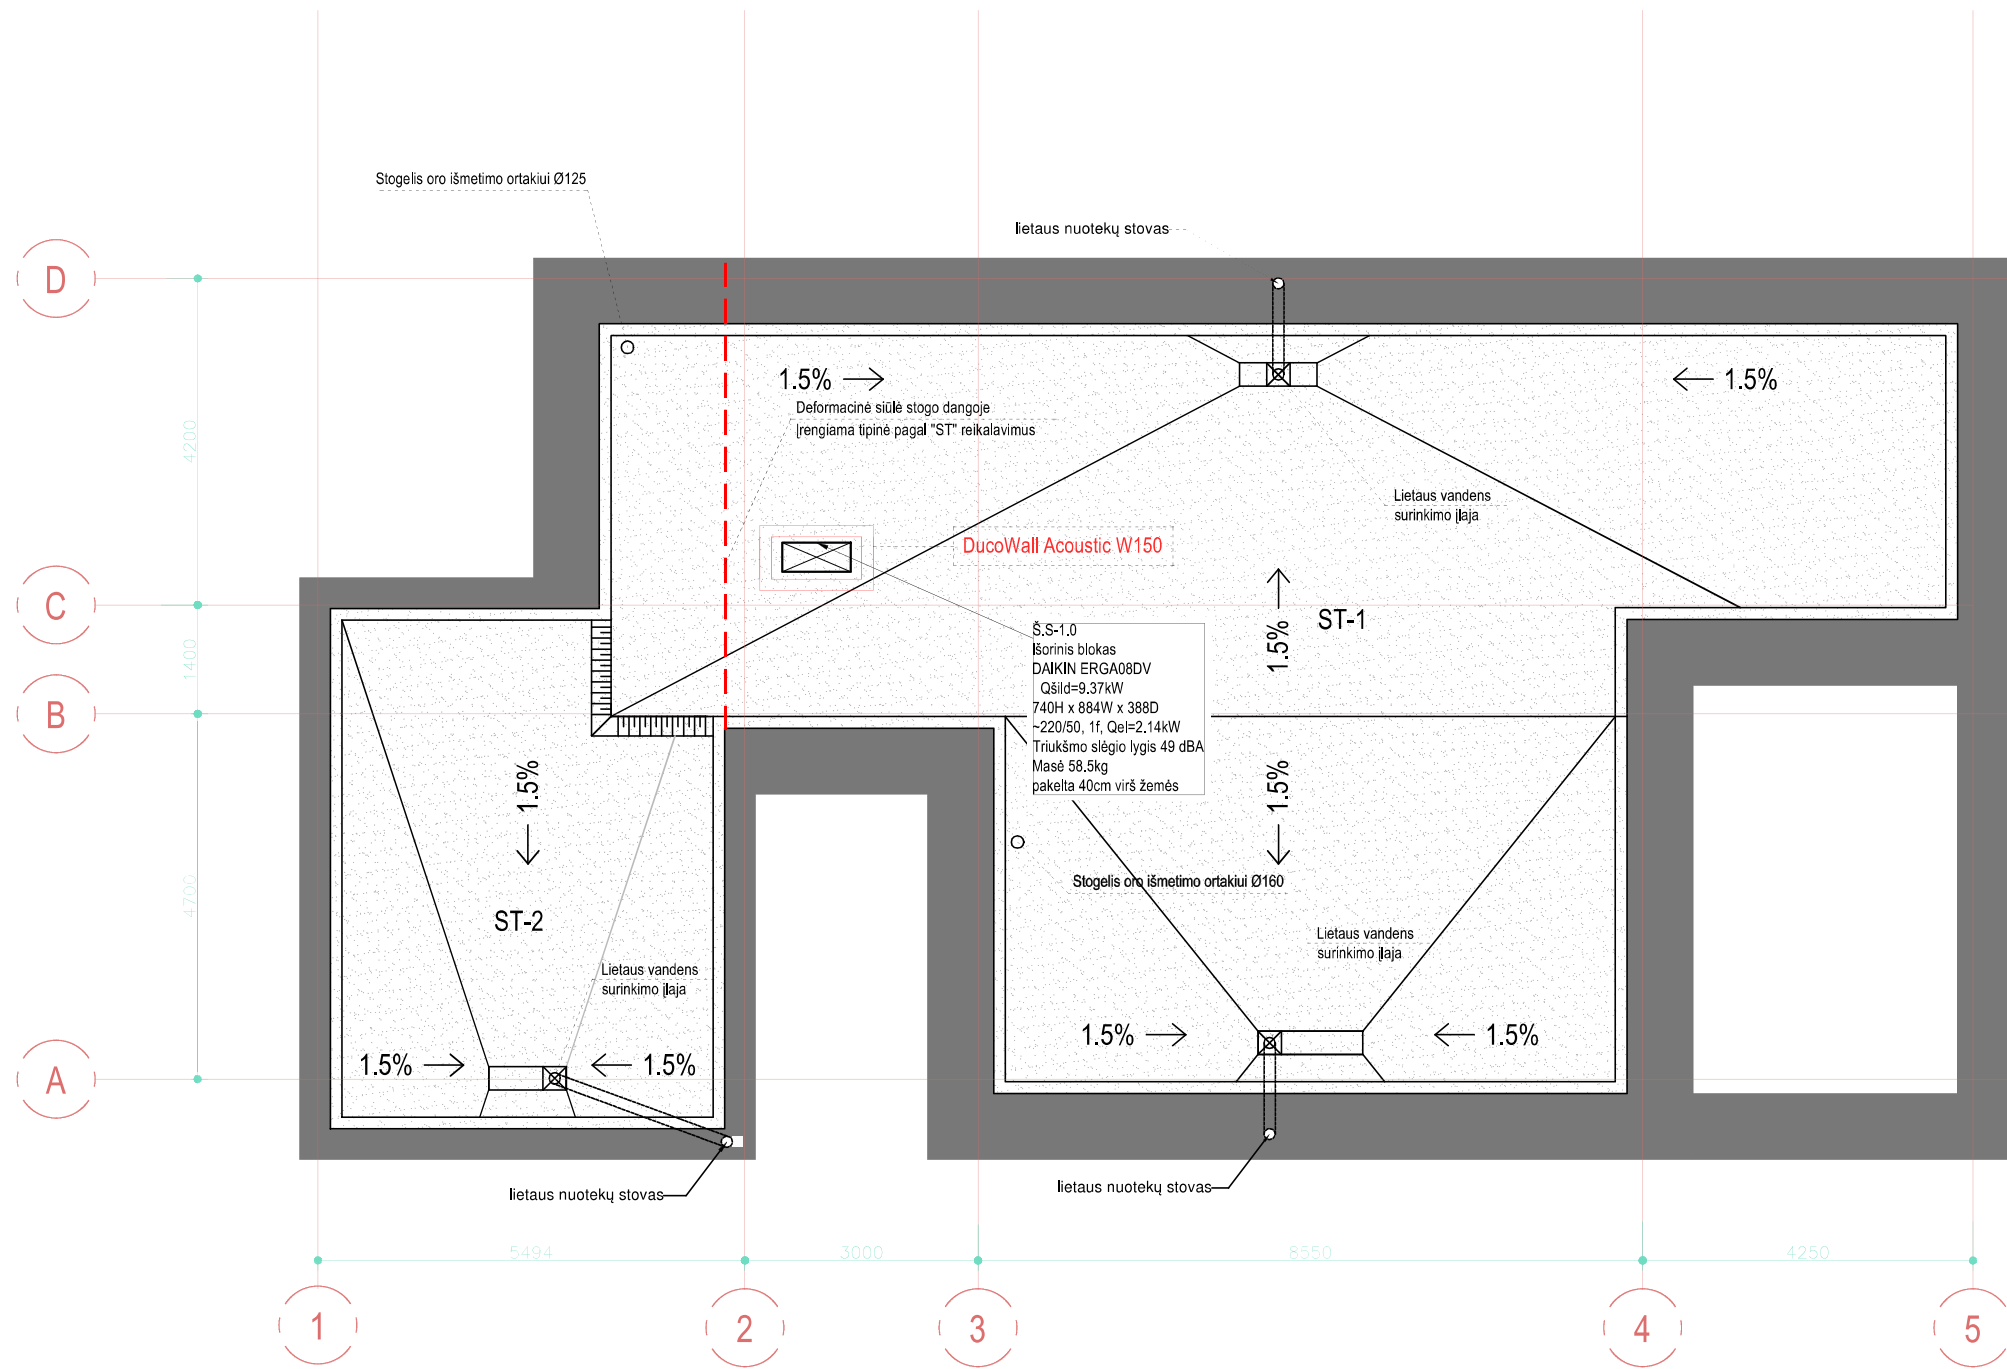 Stogelis oro išmetimo ortakiui Ø125
lietaus nuotekų stovas
D
1.5%
1.5%
Deformacinė siūlė stogo dangoje
Įrengiama tipinė pagal "ST" reikalavimus
4200
Lietaus vandens
surinkimo įlaja
DucoWall Acoustic W150
C
ST-1
1.5%
Š.S-1.0
Išorinis blokas
DAIKIN ERGA08DV
Qšild=9.37kW
740H x 884W x 388D
~220/50, 1f, Qel=2.14kW
Triukšmo slėgio lygis 49 dBA
Masė 58.5kg
pakelta 40cm virš žemės
1400
B
1.5%
1.5%
4700
Stogelis oro išmetimo ortakiui Ø160
ST-2
Lietaus vandens
surinkimo įlaja
Lietaus vandens
surinkimo įlaja
1.5%
1.5%
1.5%
1.5%
A
lietaus nuotekų stovas
lietaus nuotekų stovas
5494
3000
8550
4250
1
2
3
4
5